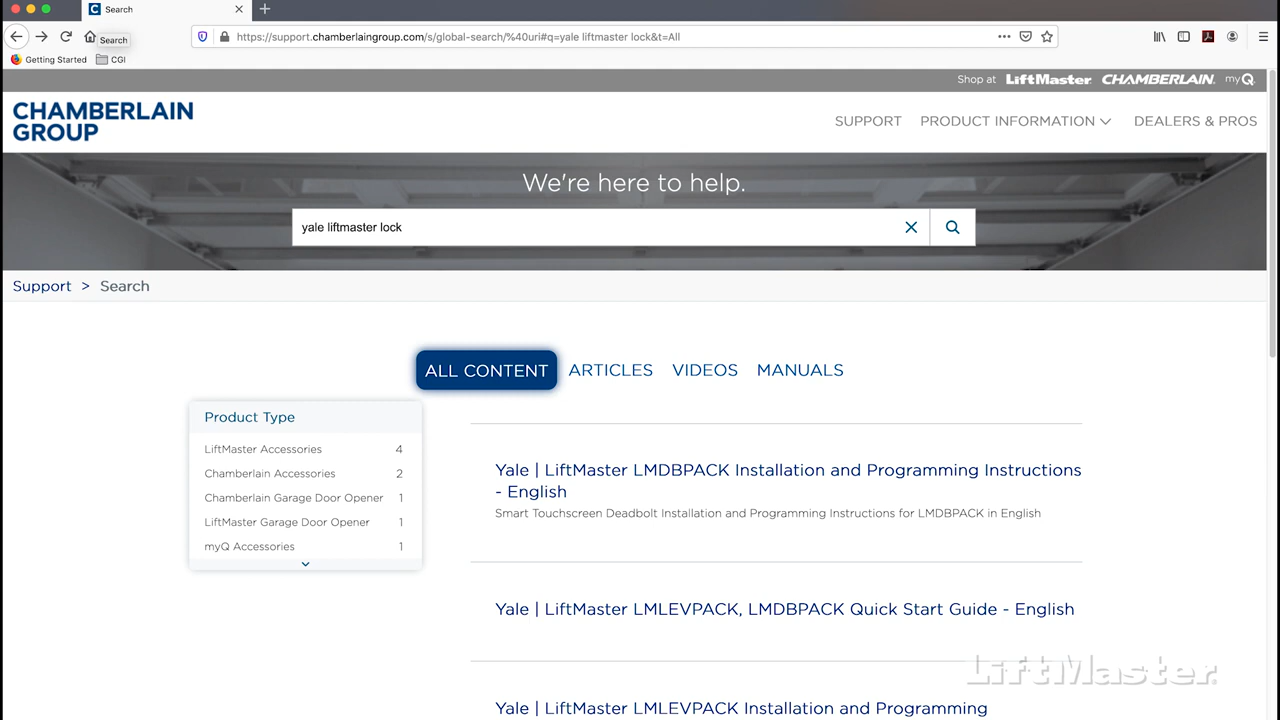 Search
https://support.chamberlaingroup.com/s/global-search/%40uri#q=yale liftmaster lock&t=All
Search
Getting Started
CGI
Shop at LiftMaster CHAMBERLAIN. myQ
CHAMBERLAIN
GROUP
SUPPORT
PRODUCT INFORMATION
DEALERS & PROS
We're here to help.
yale liftmaster lock
Support > Search
ALL CONTENT
ARTICLES
VIDEOS
MANUALS
Product Type
LiftMaster Accessories 4
Chamberlain Accessories 2
Chamberlain Garage Door Opener 1
LiftMaster Garage Door Opener 1
myQ Accessories 1
Yale | LiftMaster LMDBPACK Installation and Programming Instructions
- English
Smart Touchscreen Deadbolt Installation and Programming Instructions for LMDBPACK in English
Yale | LiftMaster LMLEVPACK, LMDBPACK Quick Start Guide - English
Yale | LiftMaster LMLEVPACK Installation and Programming
LiftMaster